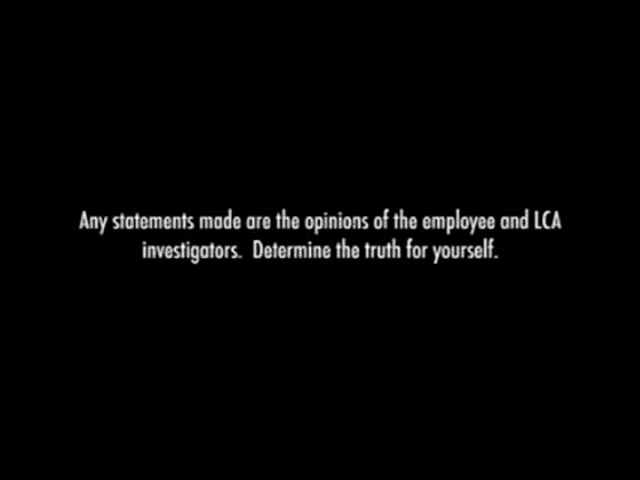 Any statements made are the opinions of the employee and LCA
investigators.  Determine the truth for yourself.